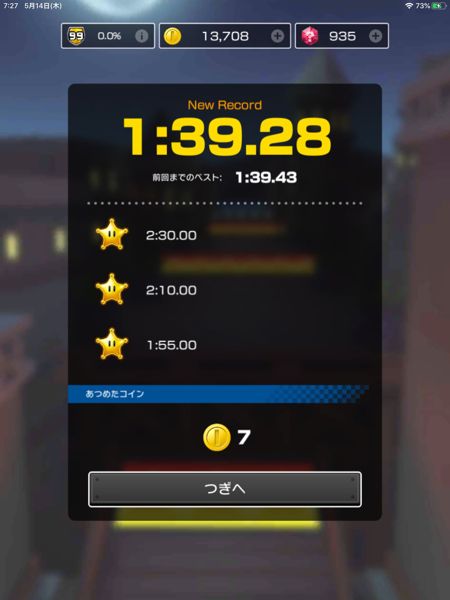 7:27 5月14日(木) 73%
99 0.0% i 13,708 + 935 +
New Record
1:39.28
前回までのベスト: 1:39.43
2:30.00
2:10.00
1:55.00
あつめたコイン
7
つぎへ